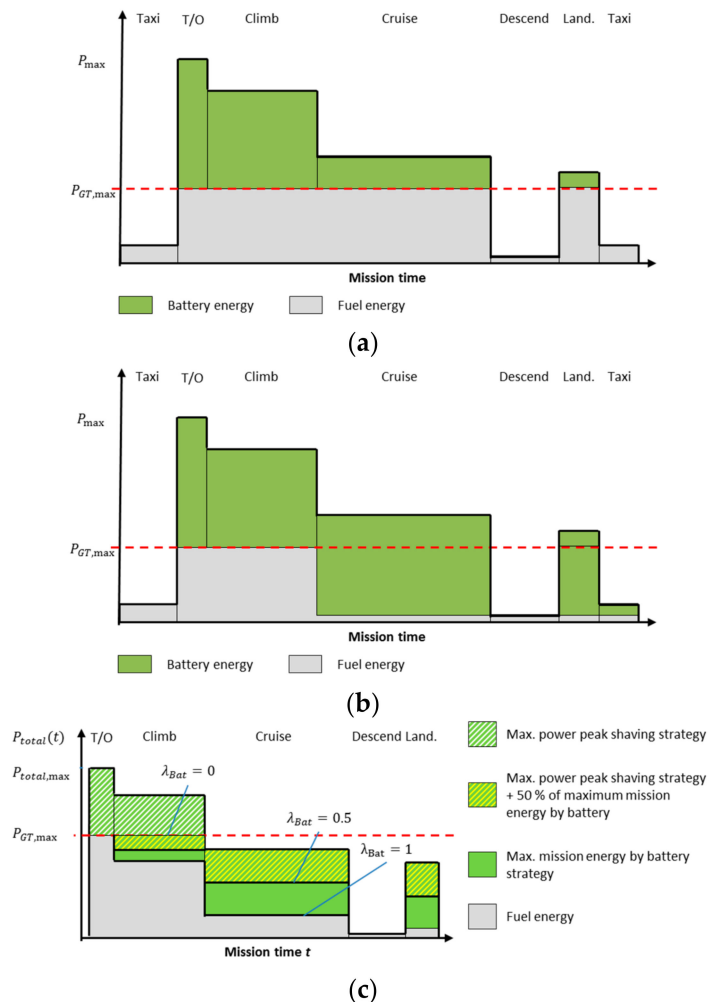 Taxi T/O Climb Cruise Descend Land. Taxi
P_max
P_GT,max
Mission time
Battery energy Fuel energy
(a)
Taxi T/O Climb Cruise Descend Land. Taxi
P_max
P_GT,max
Mission time
Battery energy Fuel energy
(b)
P_total(t)
T/O Climb Cruise Descend Land.
P_total,max
P_GT,max
λ_Bat = 0
λ_Bat = 0.5
λ_Bat = 1
Mission time t
Max. power peak shaving strategy
Max. power peak shaving strategy
+ 50 % of maximum mission
energy by battery
Max. mission energy by battery
strategy
Fuel energy
(c)